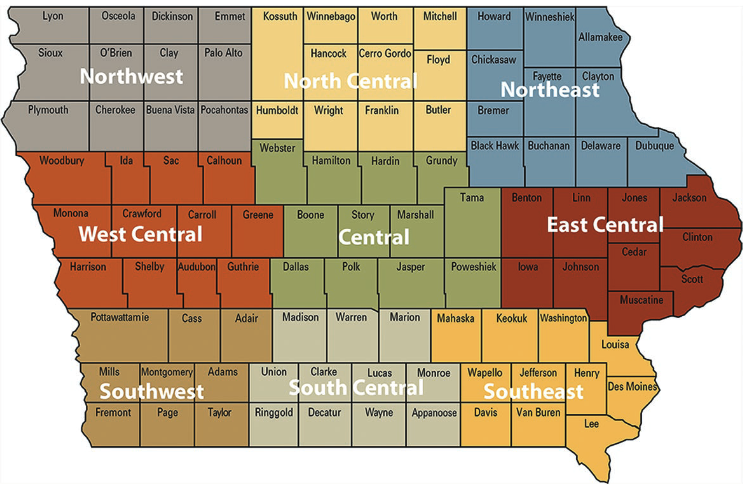 Lyon Osceola Dickinson Emmet Kossuth Winnebago Worth Mitchell Howard Winneshiek Allamakee
Sioux O'Brien Clay Palo Alto Hancock Cerro Gordo Floyd Chickasaw
Northwest North Central Northeast
Fayette Clayton
Plymouth Cherokee Buena Vista Pocahontas Humboldt Wright Franklin Butler Bremer
Webster Black Hawk Buchanan Delaware Dubuque
Woodbury Ida Sac Calhoun Hamilton Hardin Grundy
Tama Benton Linn Jones Jackson
Monona Crawford Carroll Greene Boone Story Marshall
West Central Central East Central
Clinton
Cedar
Harrison Shelby Audubon Guthrie Dallas Polk Jasper Poweshiek Iowa Johnson Scott
Muscatine
Pottawattamie Cass Adair Madison Warren Marion Mahaska Keokuk Washington
Louisa
Mills Montgomery Adams Union Clarke Lucas Monroe Wapello Jefferson Henry
Southwest South Central Southeast
Des Moines
Fremont Page Taylor Ringgold Decatur Wayne Appanoose Davis Van Buren
Lee